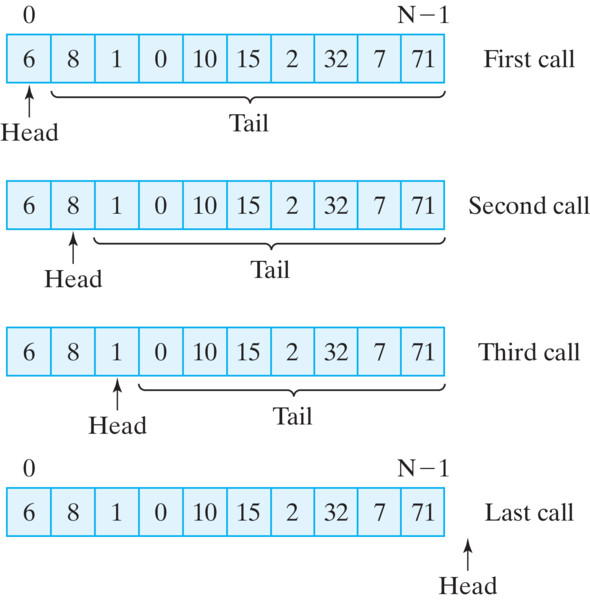 0 N−1
6 8 1 0 10 15 2 32 7 71 First call
Head Tail
6 8 1 0 10 15 2 32 7 71 Second call
Head Tail
6 8 1 0 10 15 2 32 7 71 Third call
Head Tail
0 N−1
6 8 1 0 10 15 2 32 7 71 Last call
Head